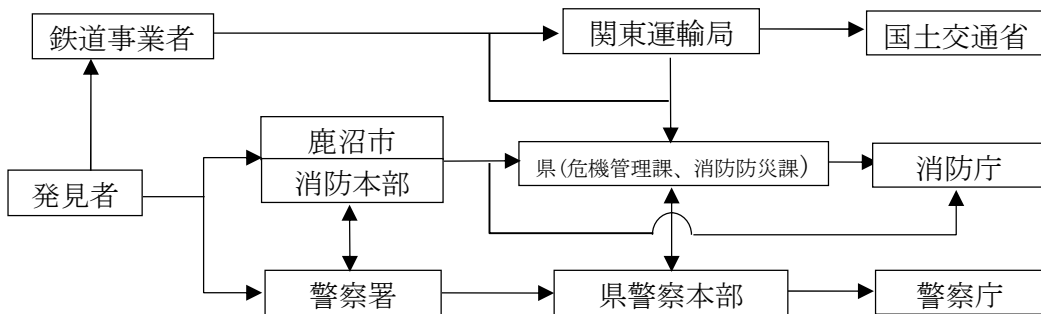 鉄道事業者
関東運輸局
国土交通省
鹿沼市
消防本部
県(危機管理課、消防防災課)
消防庁
発見者
警察署
県警察本部
警察庁